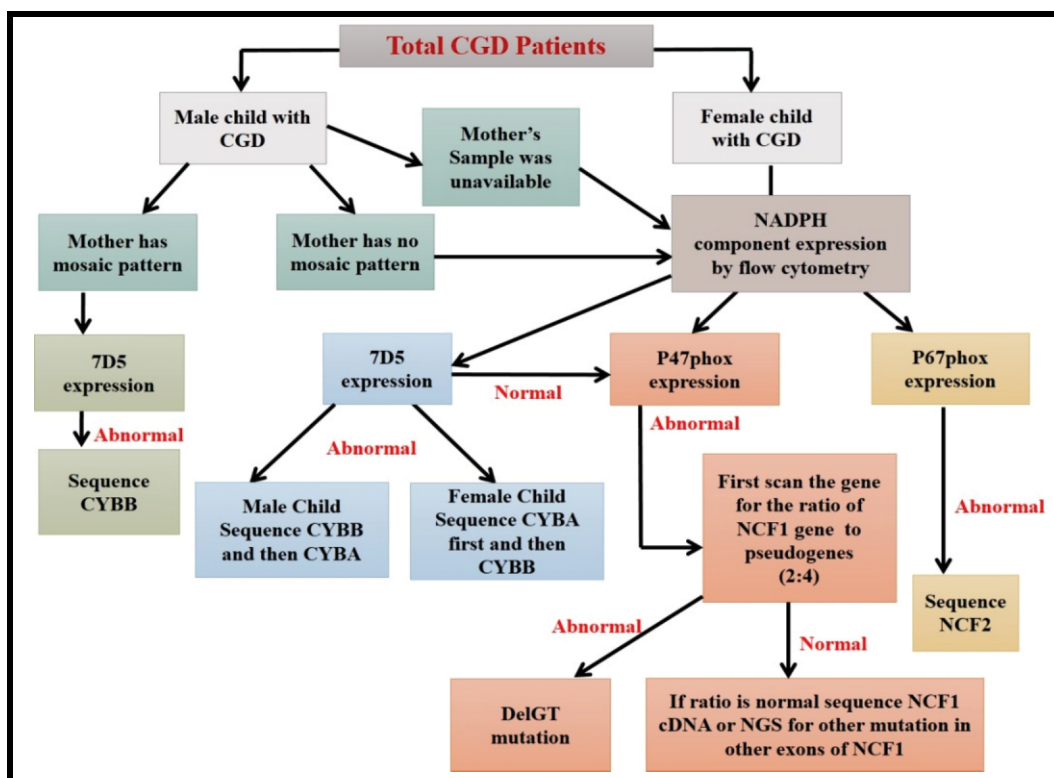 Total CGD Patients
Male child with
CGD
Mother's
Sample was
unavailable
Female child
with CGD
Mother has
mosaic pattern
Mother has no
mosaic pattern
NADPH
component expression
by flow cytometry
7D5
expression
7D5
expression
Normal
P47phox
expression
P67phox
expression
Abnormal
Abnormal
Abnormal
Abnormal
Sequence
CYBB
Male Child
Sequence CYBB
and then CYBA
Female Child
Sequence CYBA
first and then
CYBB
First scan the gene
for the ratio of
NCF1 gene to
pseudogenes
(2:4)
Sequence
NCF2
Abnormal
Normal
DelGT
mutation
If ratio is normal sequence NCF1
cDNA or NGS for other mutation in
other exons of NCF1